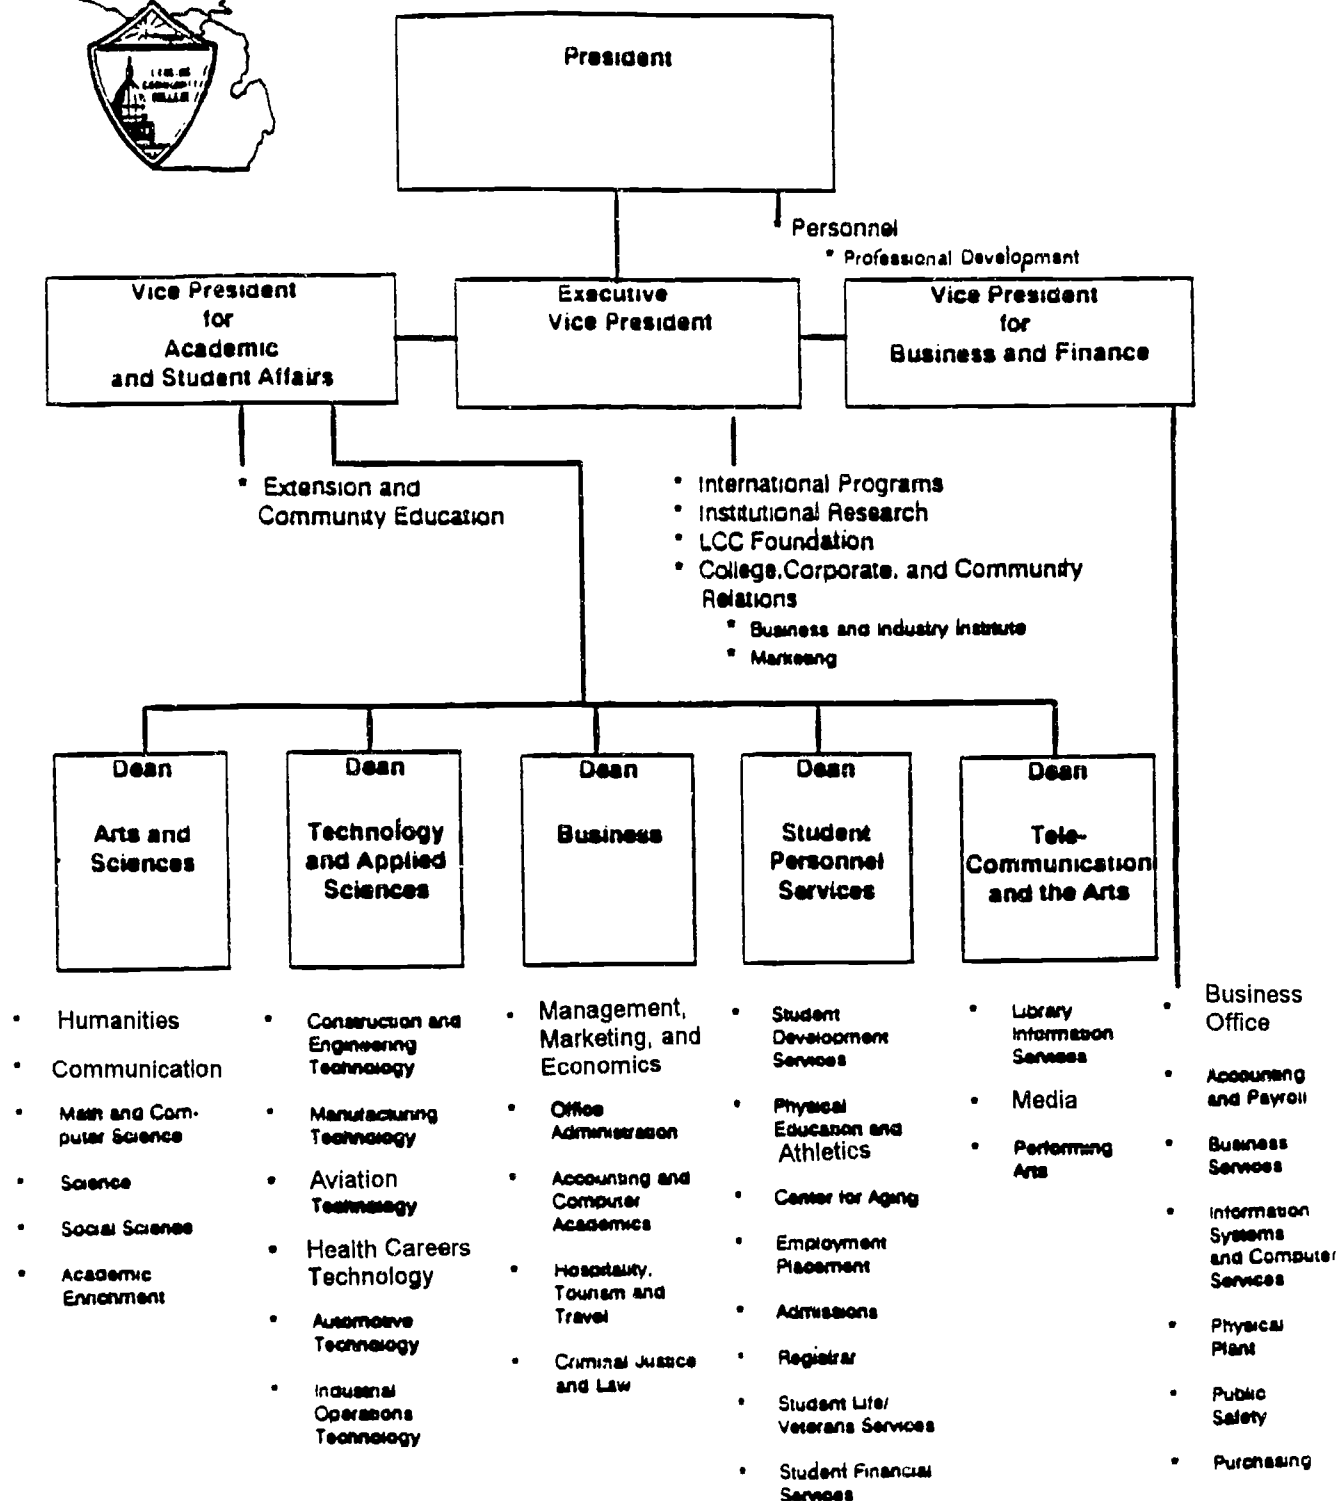 President
Personnel
* Professional Development
Vice President
for
Academic
and Student Affairs
Executive
Vice President
Vice President
for
Business and Finance
* Extension and
Community Education
* International Programs
* Institutional Research
* LCC Foundation
* College, Corporate, and Community
Relations
* Business and Industry Institute
* Marketing
Dean
Arts and
Sciences
Dean
Technology
and Applied
Sciences
Dean
Business
Dean
Student
Personnel
Services
Dean
Tele-
Communication
and the Arts
• Humanities
• Communication
• Math and Com-
puter Science
• Science
• Social Science
• Academic
Enrichment
• Construction and
Engineering
Technology
• Manufacturing
Technology
• Aviation
Technology
• Health Careers
Technology
• Automotive
Technology
• Industrial
Operations
Technology
• Management,
Marketing, and
Economics
• Office
Administration
• Accounting and
Computer
Academics
• Hospitality,
Tourism and
Travel
• Criminal Justice
and Law
• Student
Development
Services
• Physical
Education and
Athletics
• Center for Aging
• Employment
Placement
• Admissions
• Registrar
• Student Life/
Veterans Services
• Student Financial
Services
• Library
Information
Services
• Media
• Performing
Arts
• Business
Office
• Accounting
and Payroll
• Business
Services
• Information
Systems
and Computer
Services
• Physical
Plant
• Public
Safety
• Purchasing